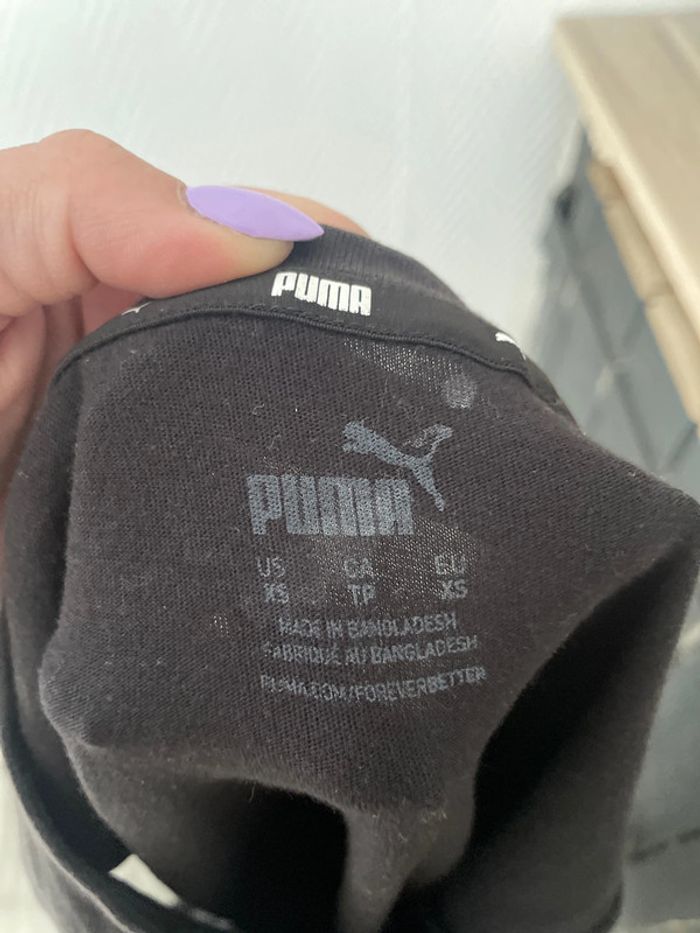 PUMA
PUMA
US CA EU
XS TP XS
MADE IN BANGLADESH
FABRIQUÉ AU BANGLADESH
PUMA.COM/FOREVERBETTER